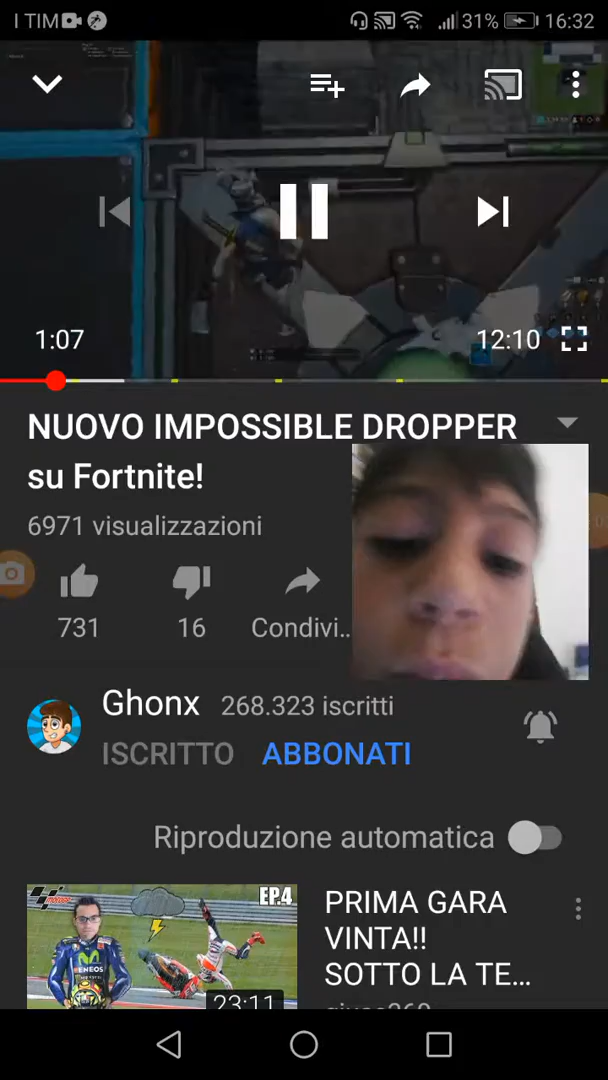 I TIM 31% 16:32
1:07 12:10
NUOVO IMPOSSIBLE DROPPER
su Fortnite!
6971 visualizzazioni
731 16 Condivi..
Ghonx 268.323 iscritti
ISCRITTO ABBONATI
Riproduzione automatica
EP.4
ENEOS
23:11
PRIMA GARA
VINTA!!
SOTTO LA TE...